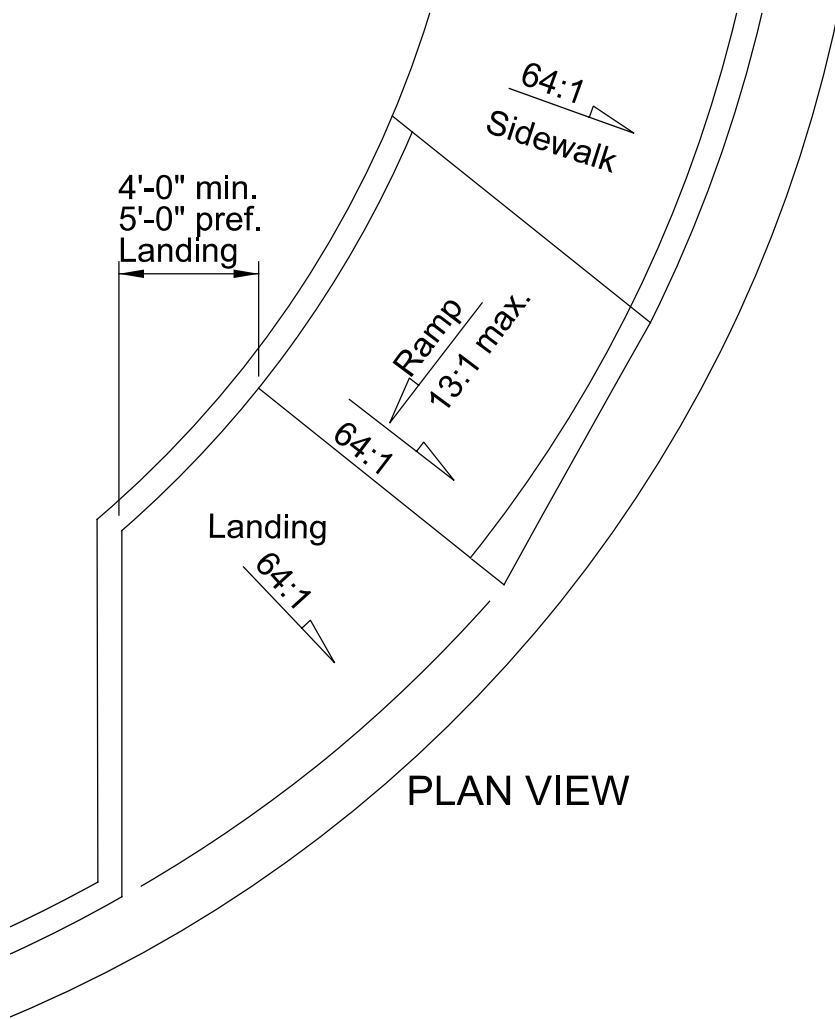 64:1
Sidewalk
4'-0" min.
5'-0" pref.
Landing
Ramp
13:1 max.
64:1
Landing
64:1
PLAN VIEW